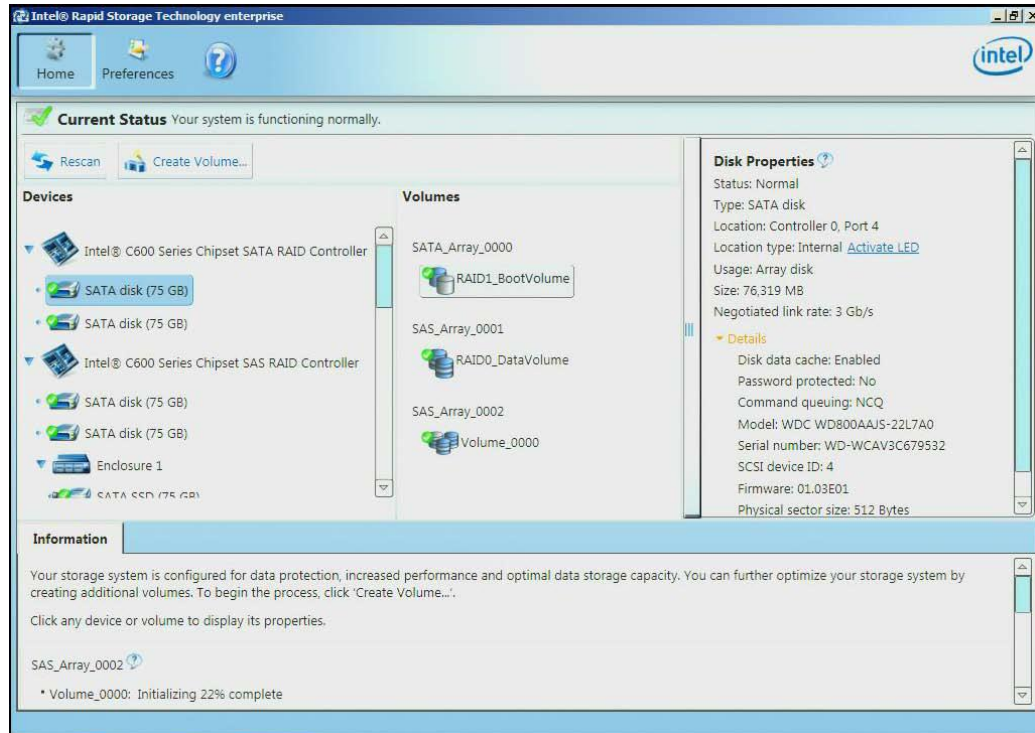 Intel® Rapid Storage Technology enterprise
Home
Preferences
intel
Current Status Your system is functioning normally.
Rescan
Create Volume...
Devices
Intel® C600 Series Chipset SATA RAID Controller
SATA disk (75 GB)
SATA disk (75 GB)
Intel® C600 Series Chipset SAS RAID Controller
SATA disk (75 GB)
SATA disk (75 GB)
Enclosure 1
SATA SSD (75 GB)
Volumes
SATA_Array_0000
RAID1_BootVolume
SAS_Array_0001
RAID0_DataVolume
SAS_Array_0002
Volume_0000
Disk Properties
Status: Normal
Type: SATA disk
Location: Controller 0, Port 4
Location type: Internal Activate LED
Usage: Array disk
Size: 76,319 MB
Negotiated link rate: 3 Gb/s
Details
Disk data cache: Enabled
Password protected: No
Command queuing: NCQ
Model: WDC WD800AAJS-22L7A0
Serial number: WD-WCAV3C679532
SCSI device ID: 4
Firmware: 01.03E01
Physical sector size: 512 Bytes
Information
Your storage system is configured for data protection, increased performance and optimal data storage capacity. You can further optimize your storage system by
creating additional volumes. To begin the process, click 'Create Volume...'.
Click any device or volume to display its properties.
SAS_Array_0002
• Volume_0000: Initializing 22% complete